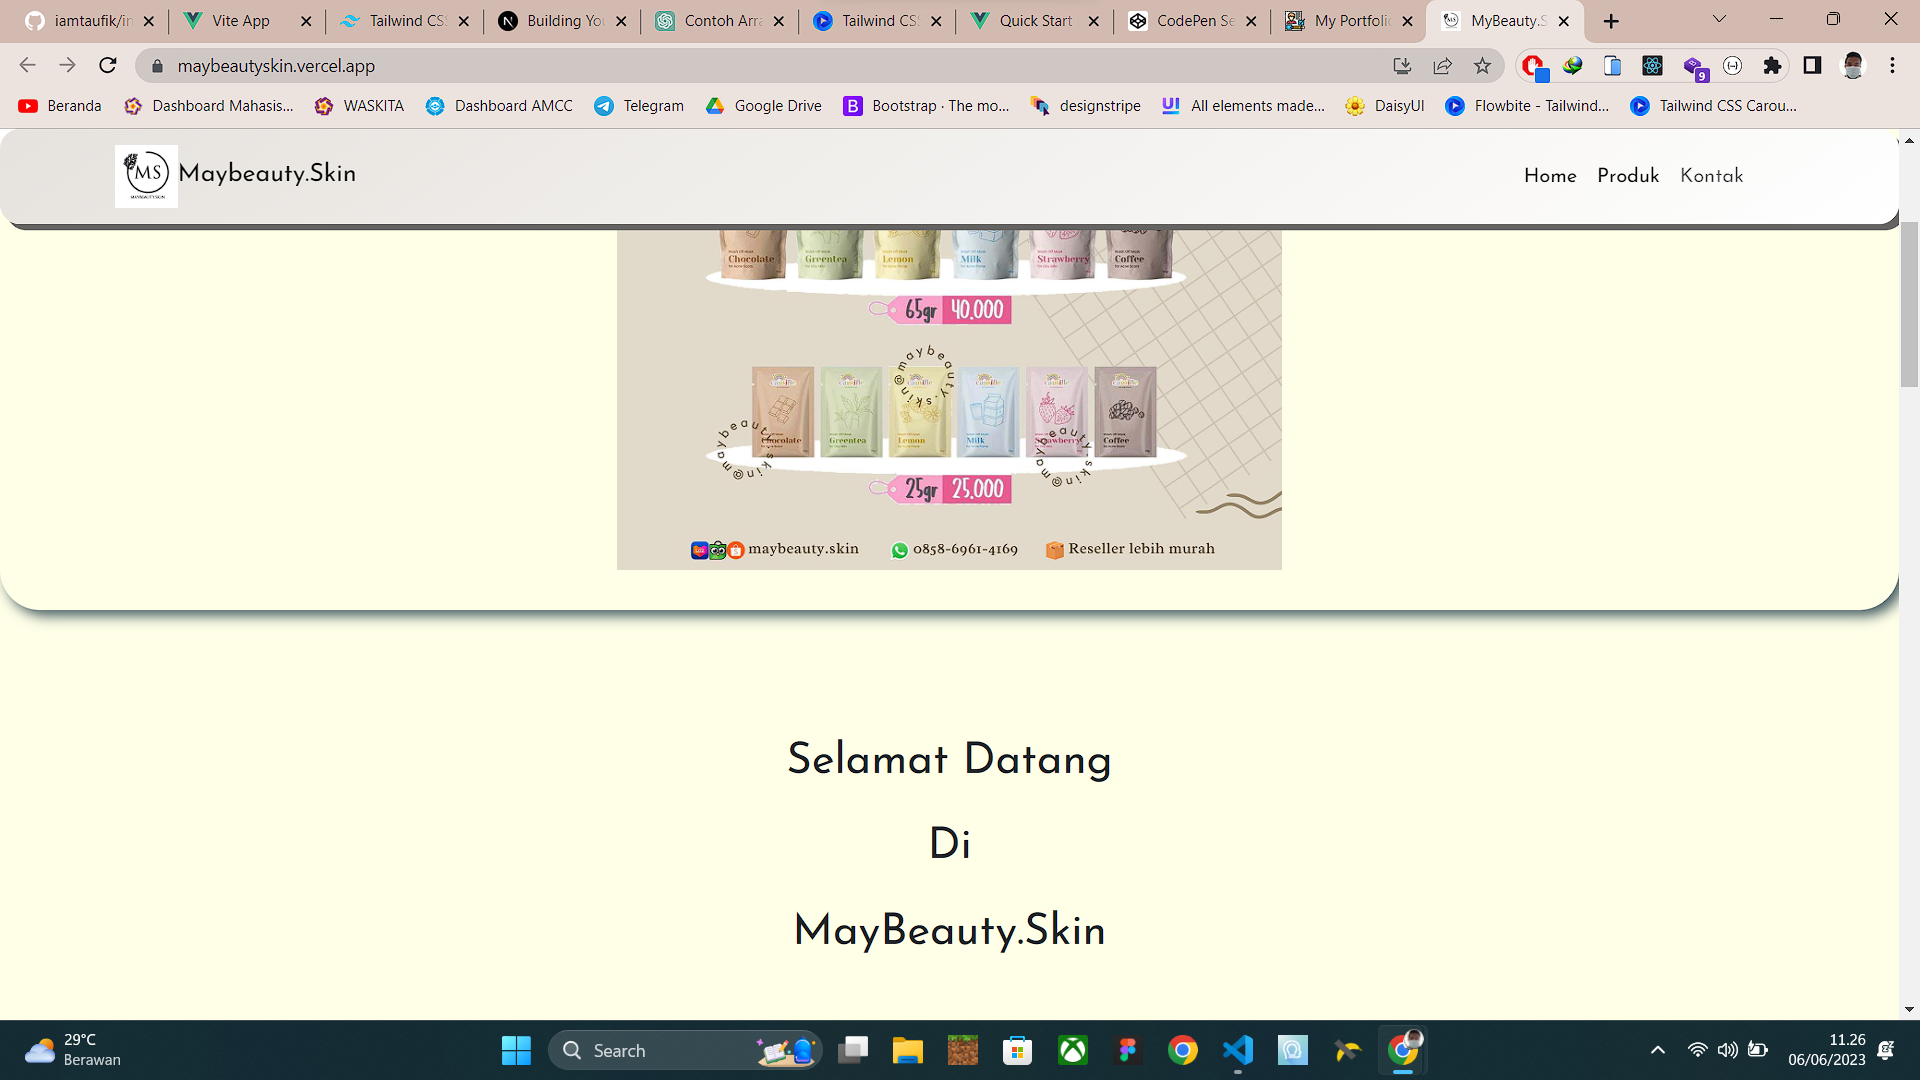 iamtaufik/in
Vite App
Tailwind CS
Building You
Contoh Arra
Tailwind CS
Quick Start
CodePen Se
My Portfolio
MyBeauty.S
maybeautyskin.vercel.app
9
Beranda
Dashboard Mahasis...
WASKITA
Dashboard AMCC
Telegram
Google Drive
Bootstrap · The mo...
designstripe
All elements made...
DaisyUI
Flowbite - Tailwind...
Tailwind CSS Carou...
MS
MAYBEAUTY.SKIN
Maybeauty.Skin
Home
Produk
Kontak
Chocolate
Greentea
Lemon
Milk
Strawberry
Coffee
65gr 40.000
@maybeauty.skin
@maybeauty.skin
@maybeauty.skin
Chocolate
Greentea
Lemon
Milk
Strawberry
Coffee
25gr 25.000
maybeauty.skin
0858-6961-4169
Reseller lebih murah
Selamat Datang
Di
MayBeauty.Skin
29°C
Berawan
Search
11.26
06/06/2023